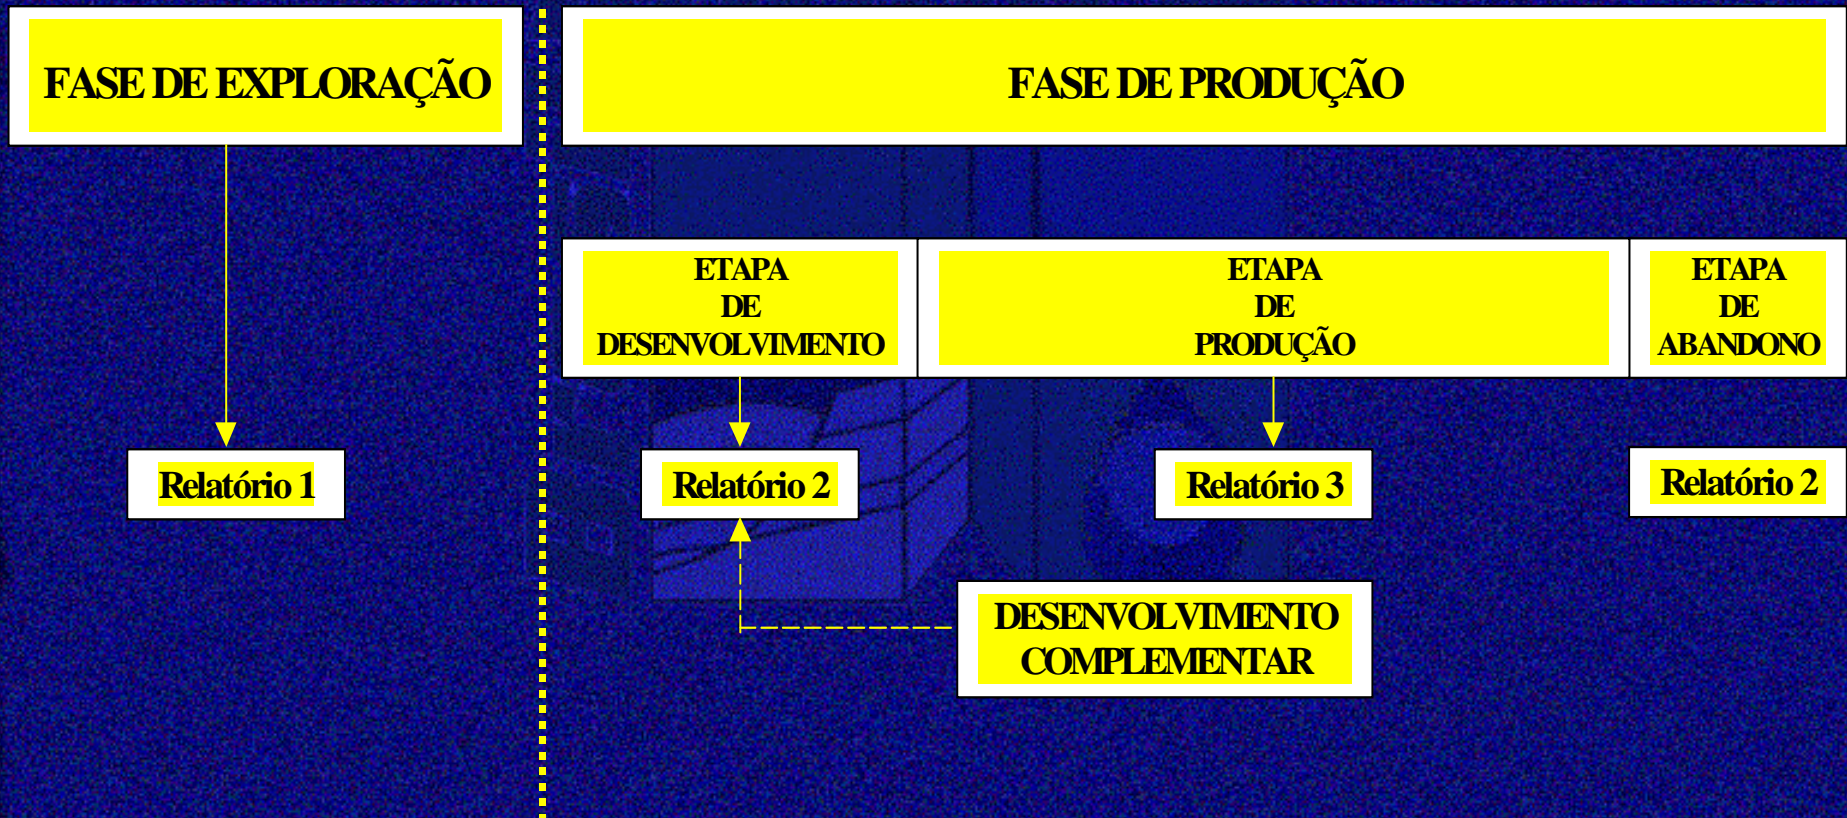 FASE DE EXPLORAÇÃO
FASE DE PRODUÇÃO
ETAPA
DE
DESENVOLVIMENTO
ETAPA
DE
PRODUÇÃO
ETAPA
DE
ABANDONO
Relatório 1
Relatório 2
Relatório 3
Relatório 2
DESENVOLVIMENTO
COMPLEMENTAR